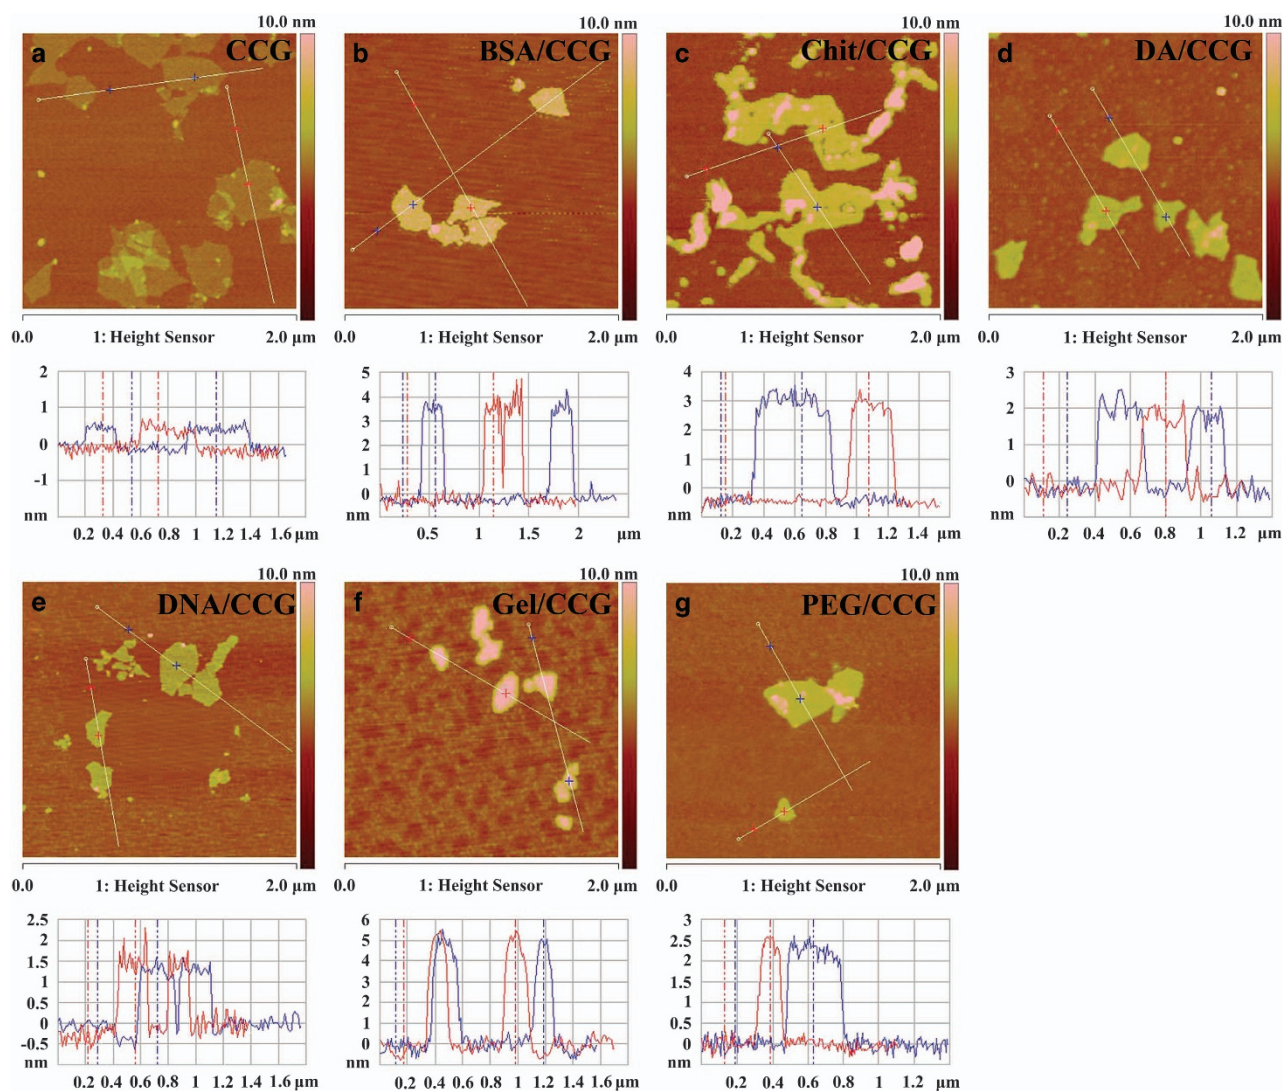 10.0 nm 10.0 nm 10.0 nm 10.0 nm
a CCG b BSA/CCG c Chit/CCG d DA/CCG
0.0 2.0 µm 0.0 2.0 µm 0.0 2.0 µm 0.0 2.0 µm
1: Height Sensor 1: Height Sensor 1: Height Sensor 1: Height Sensor
2 5 4 3
1 4 3 2
0 3 2 1
-1 2 1 0
nm 1 0 nm
0 nm
nm
0.2 0.4 0.6 0.8 1 1.2 1.4 1.6 µm 0.5 1 1.5 2 µm 0.2 0.4 0.6 0.8 1 1.2 1.4 µm 0.2 0.4 0.6 0.8 1 1.2 µm
10.0 nm 10.0 nm 10.0 nm
e DNA/CCG f Gel/CCG g PEG/CCG
0.0 2.0 µm 0.0 2.0 µm 0.0 2.0 µm
1: Height Sensor 1: Height Sensor 1: Height Sensor
2.5 6 3
2 5 2.5
1.5 4 2
1 3 1.5
0.5 2 1
0 1 0.5
-0.5 0 0
nm nm nm
0.2 0.4 0.6 0.8 1 1.2 1.4 1.6 µm 0.2 0.4 0.6 0.8 1 1.2 1.4 1.6 µm 0.2 0.4 0.6 0.8 1 1.2 µm